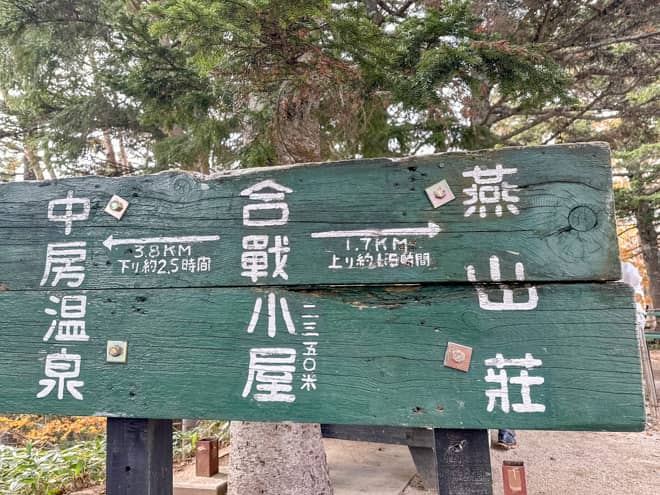 中房温泉
3.8KM
下り約2.5時間
合戰小屋
二三五〇米
1.7KM
上り約1.5時間
燕山荘